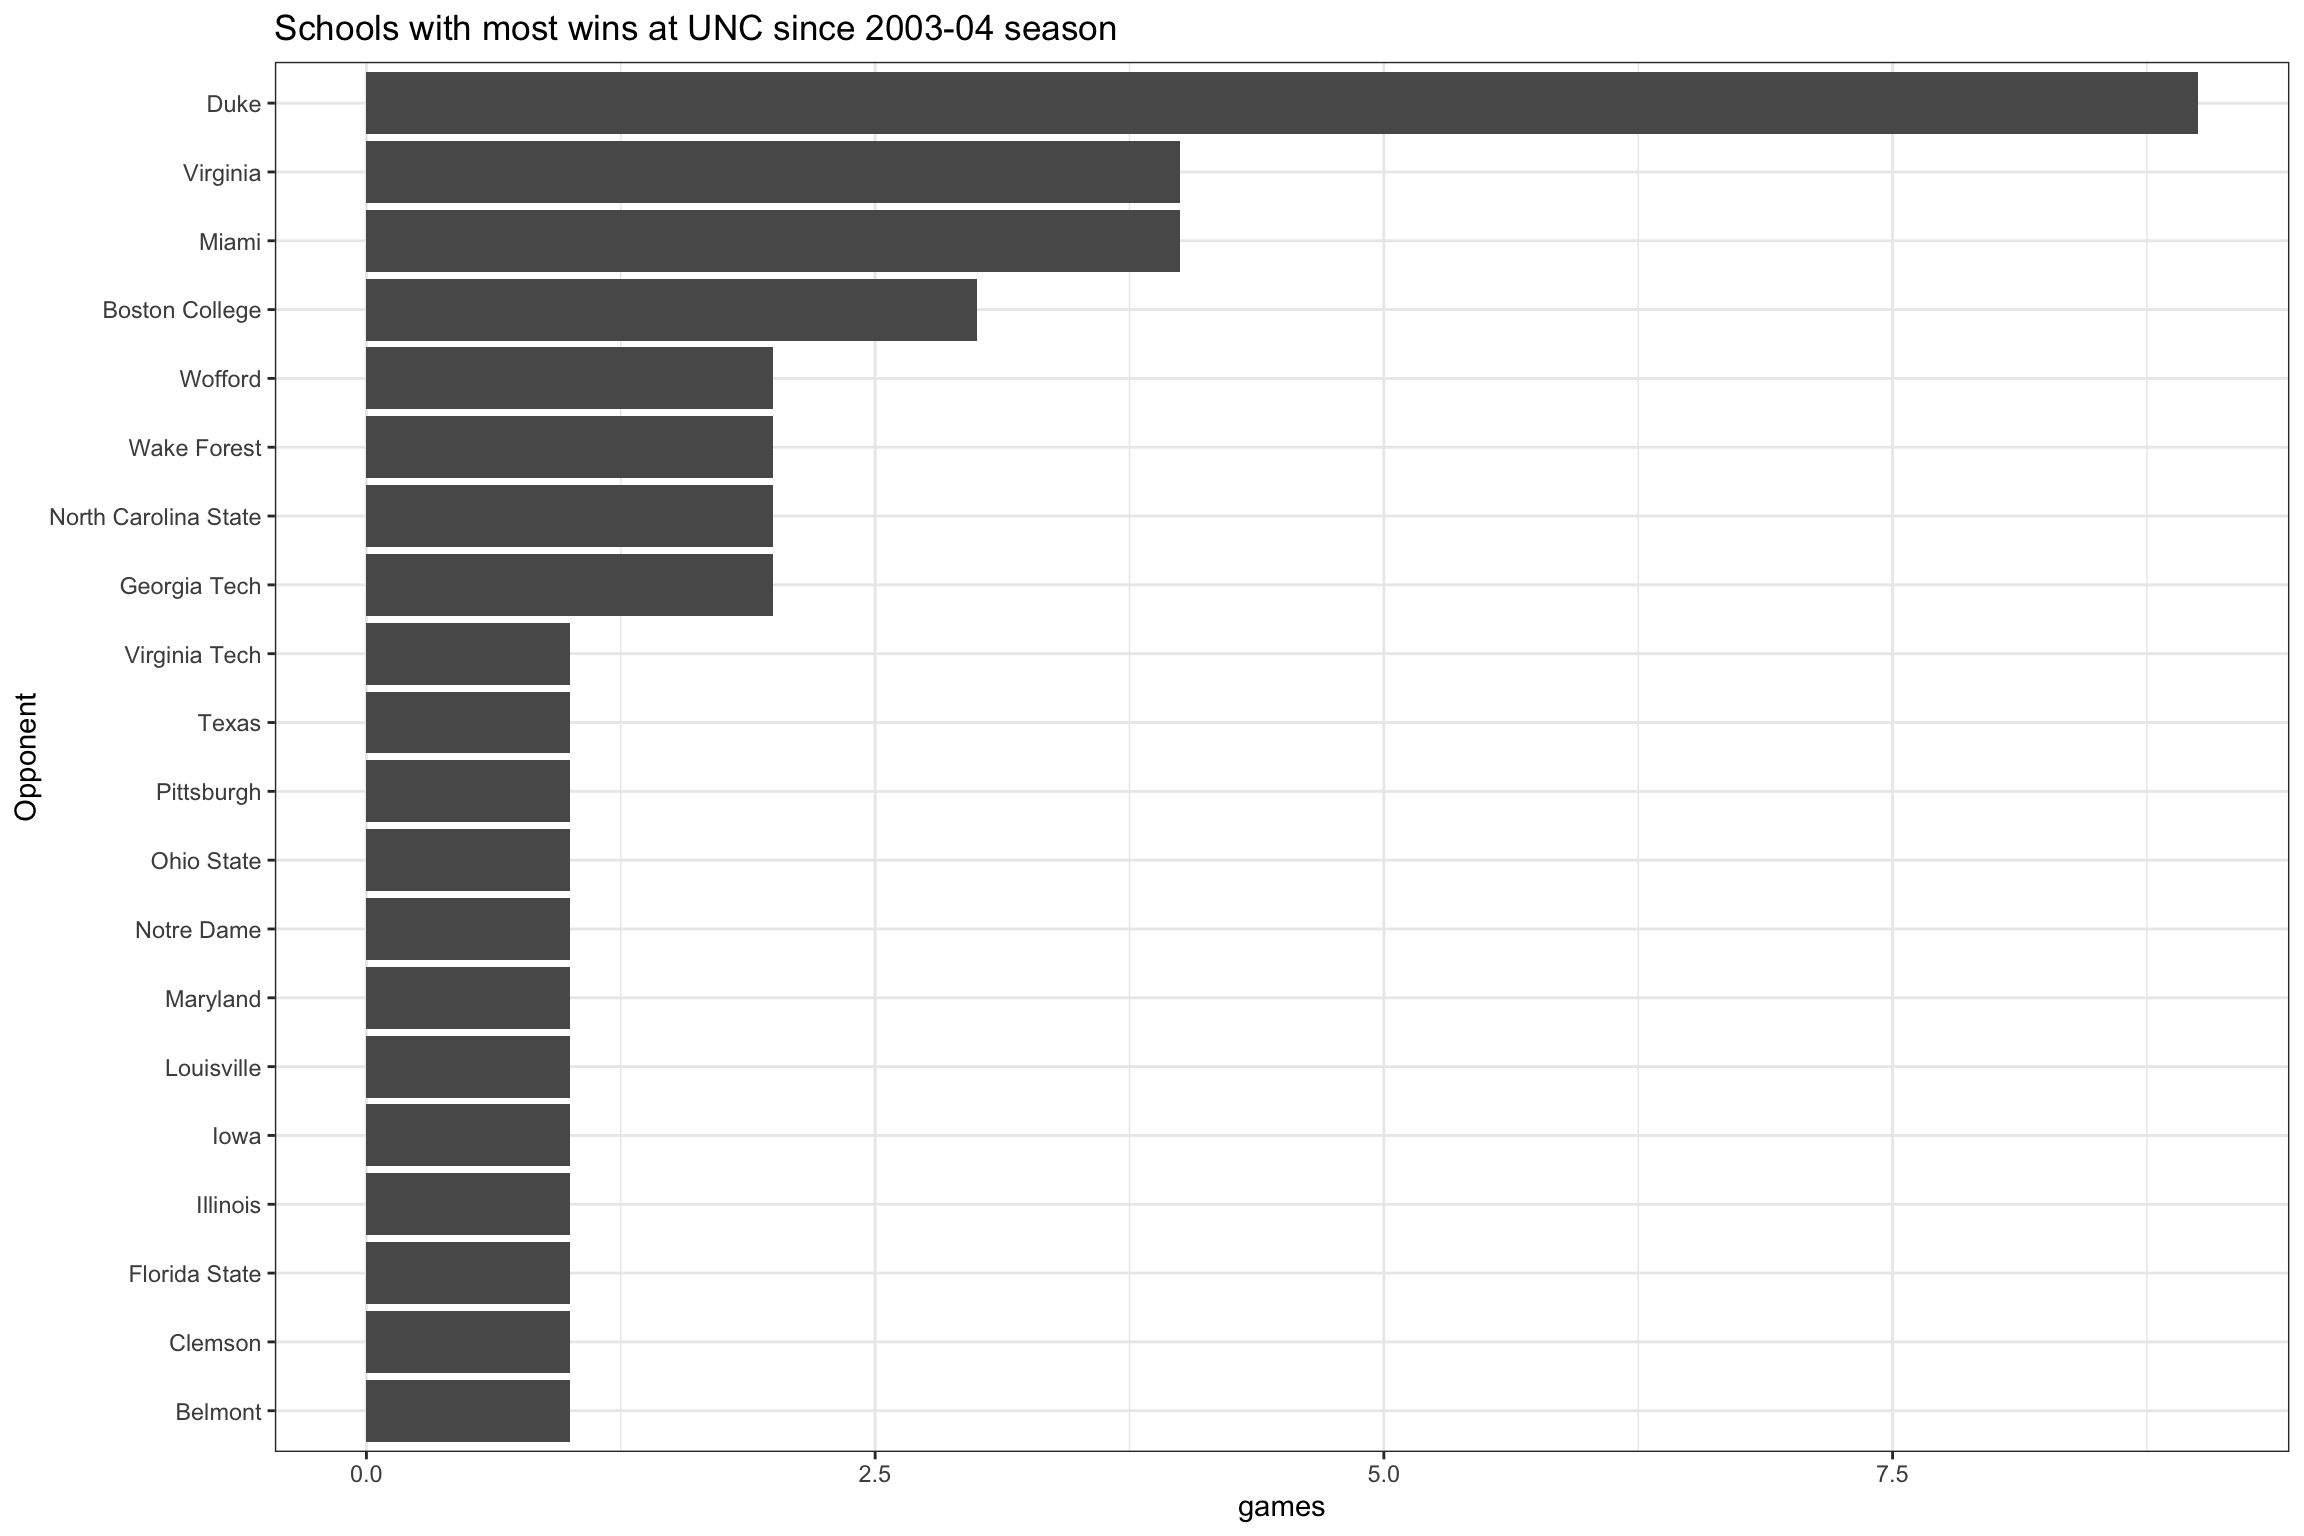 Schools with most wins at UNC since 2003-04 season
Opponent
Duke
Virginia
Miami
Boston College
Wofford
Wake Forest
North Carolina State
Georgia Tech
Virginia Tech
Texas
Pittsburgh
Ohio State
Notre Dame
Maryland
Louisville
Iowa
Illinois
Florida State
Clemson
Belmont
0.0 2.5 5.0 7.5
games